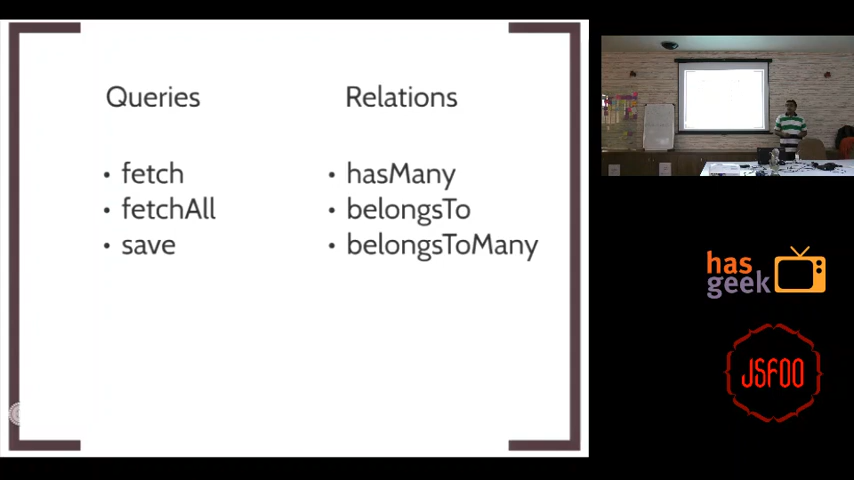 Queries
fetch
fetchAll
save
Relations
hasMany
belongsTo
belongsToMany
has
geek
JSFOO